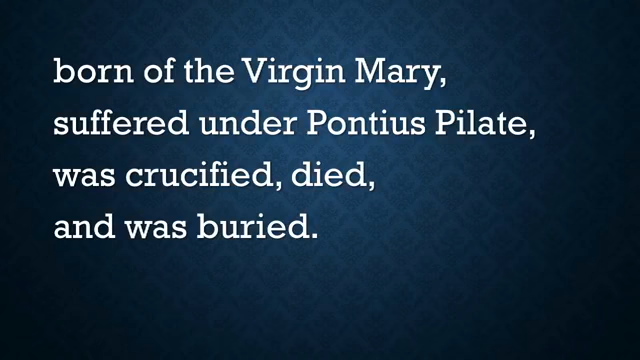 born of the Virgin Mary,
suffered under Pontius Pilate,
was crucified, died,
and was buried.